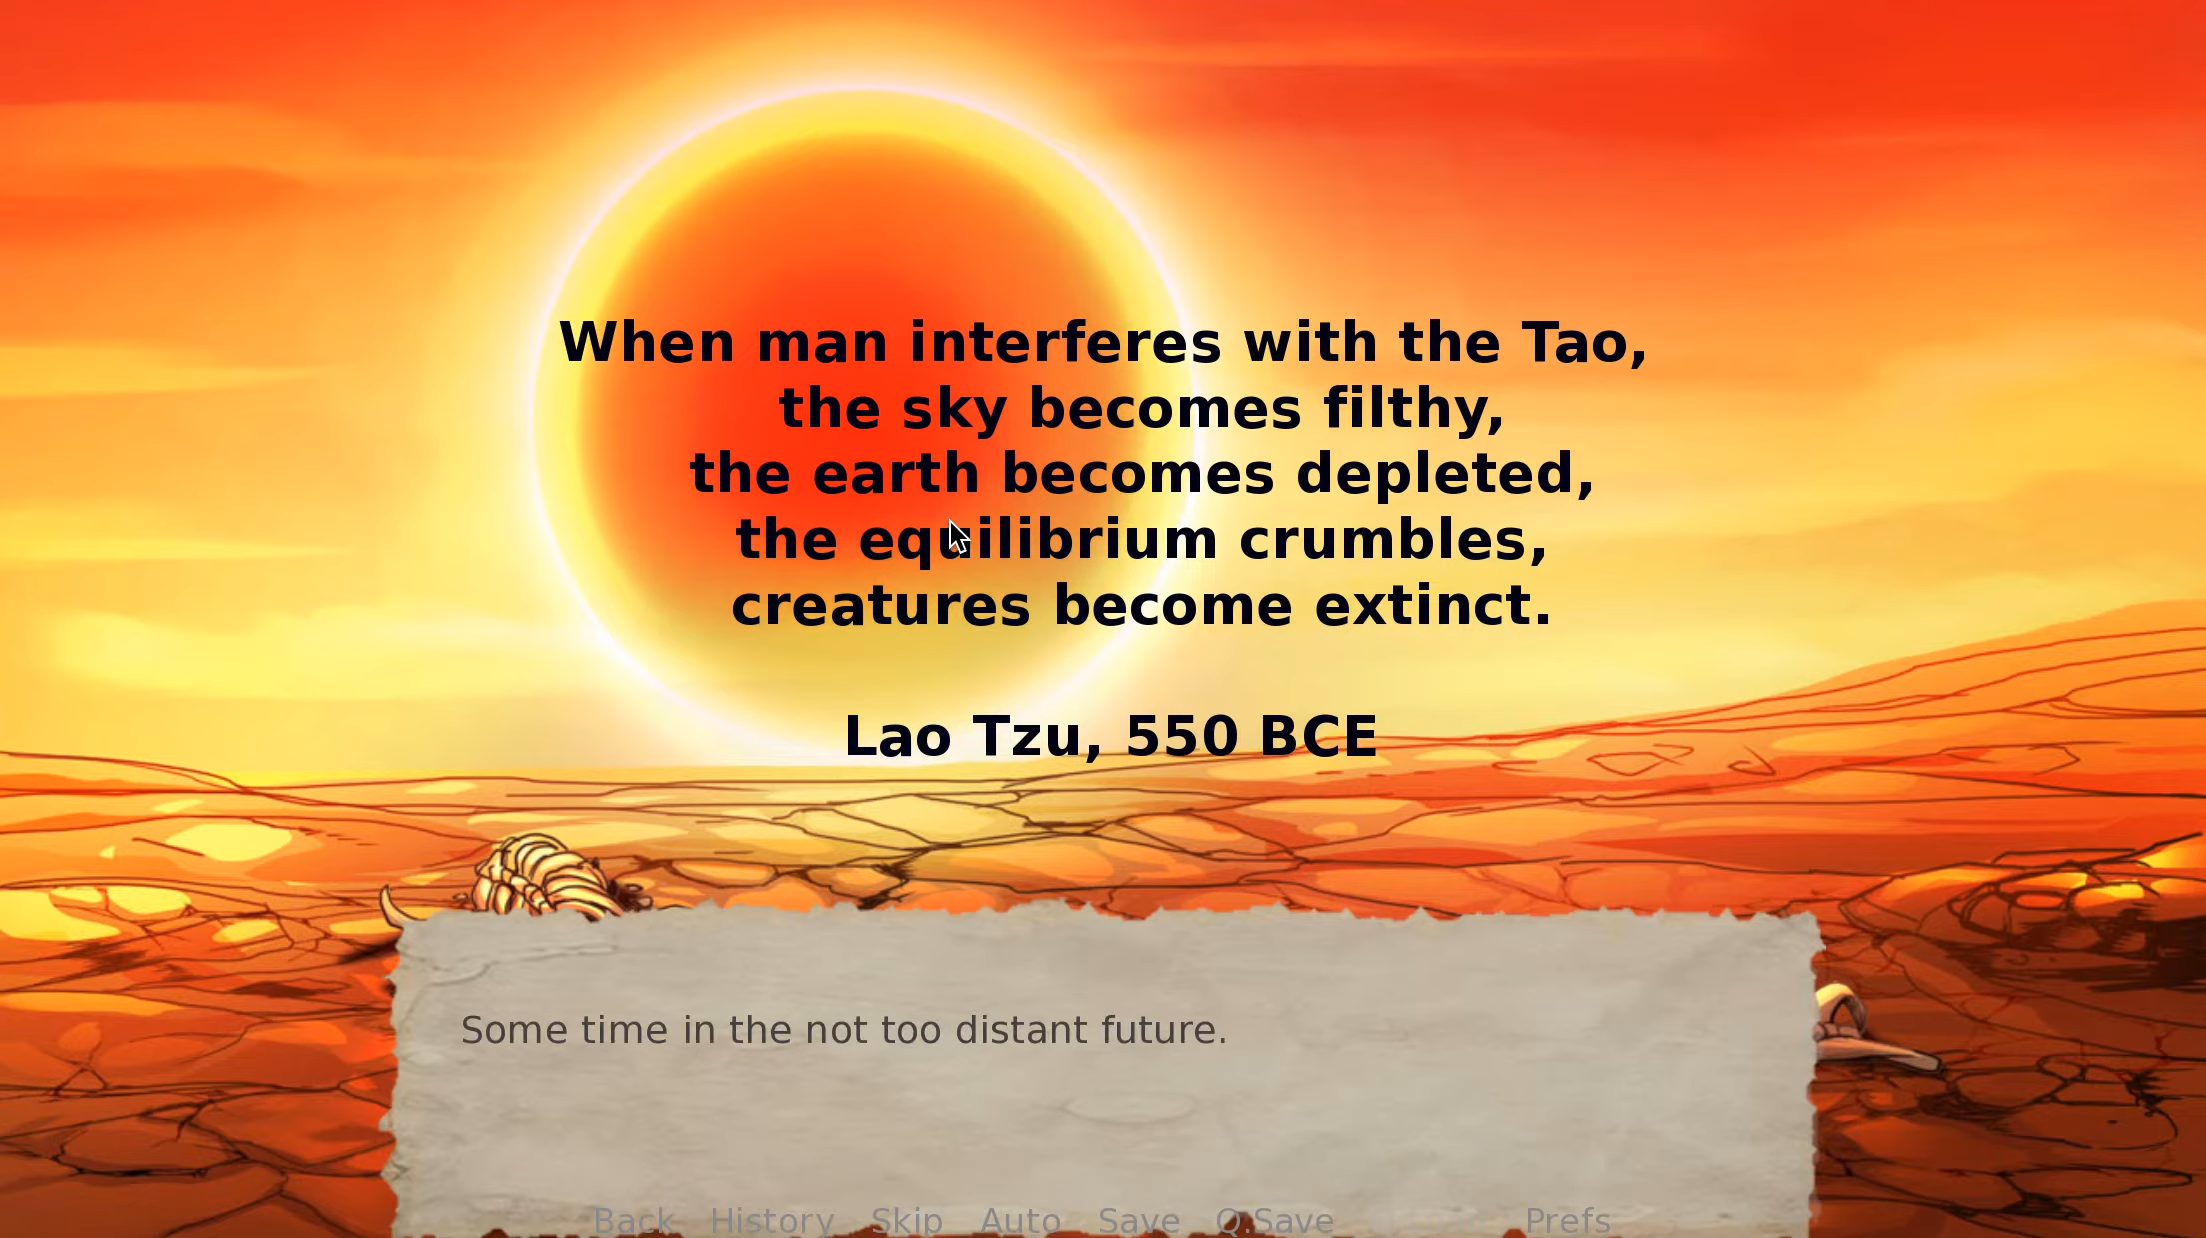 When man interferes with the Tao,
the sky becomes filthy,
the earth becomes depleted,
the equilibrium crumbles,
creatures become extinct.
Lao Tzu, 550 BCE
Some time in the not too distant future.
Back History Skip Auto Save Q.Save Prefs